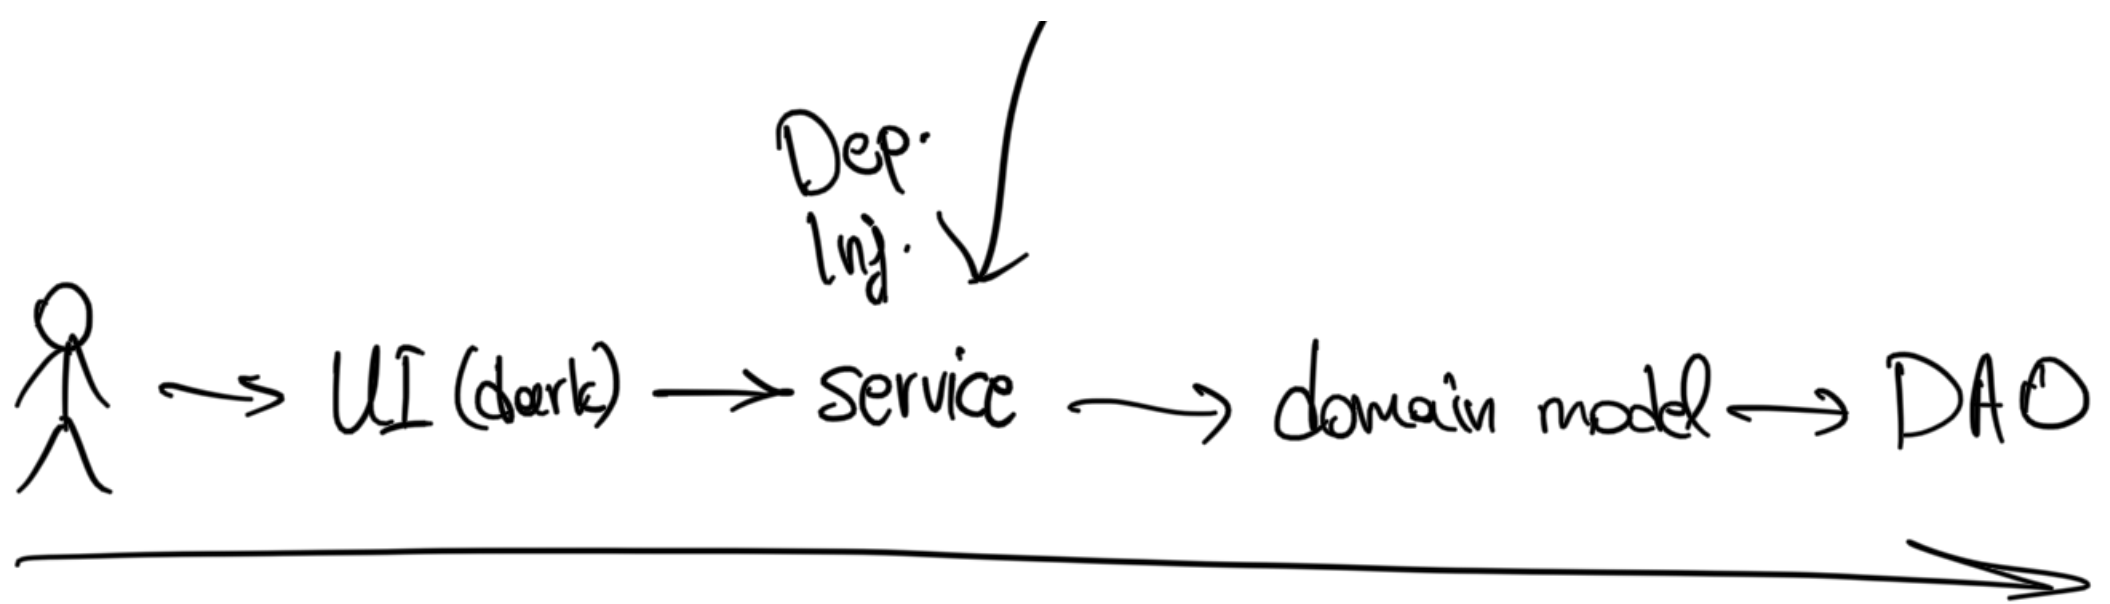 Dep.
Inj.
UI (dark) service domain model DAO